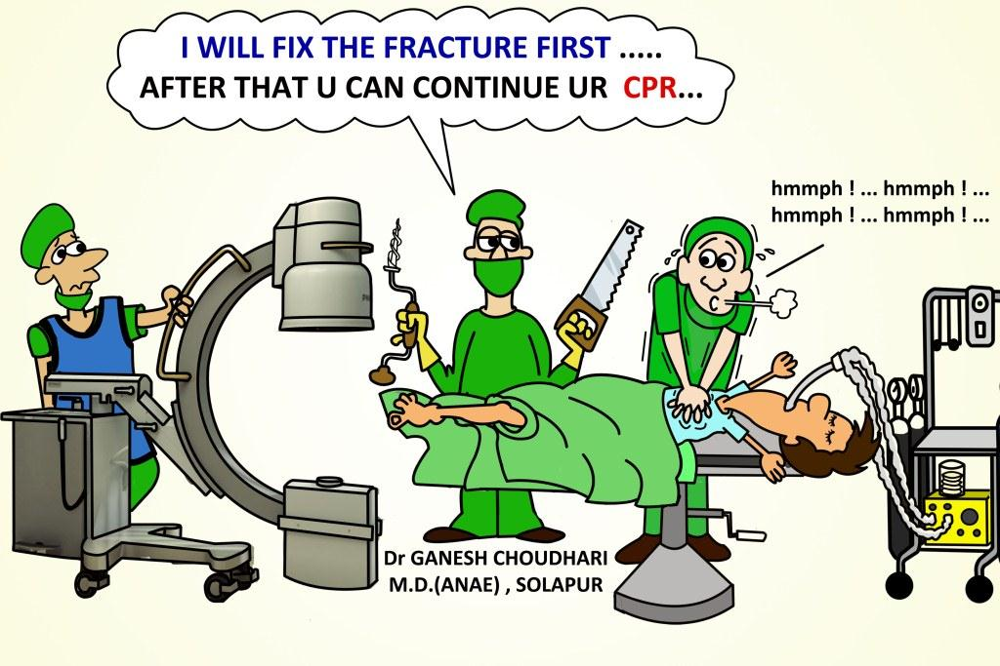 I WILL FIX THE FRACTURE FIRST .....
AFTER THAT U CAN CONTINUE UR CPR...
hmmph ! ... hmmph ! ...
hmmph ! ... hmmph ! ...
Dr GANESH CHOUDHARI
M.D.(ANAE) , SOLAPUR